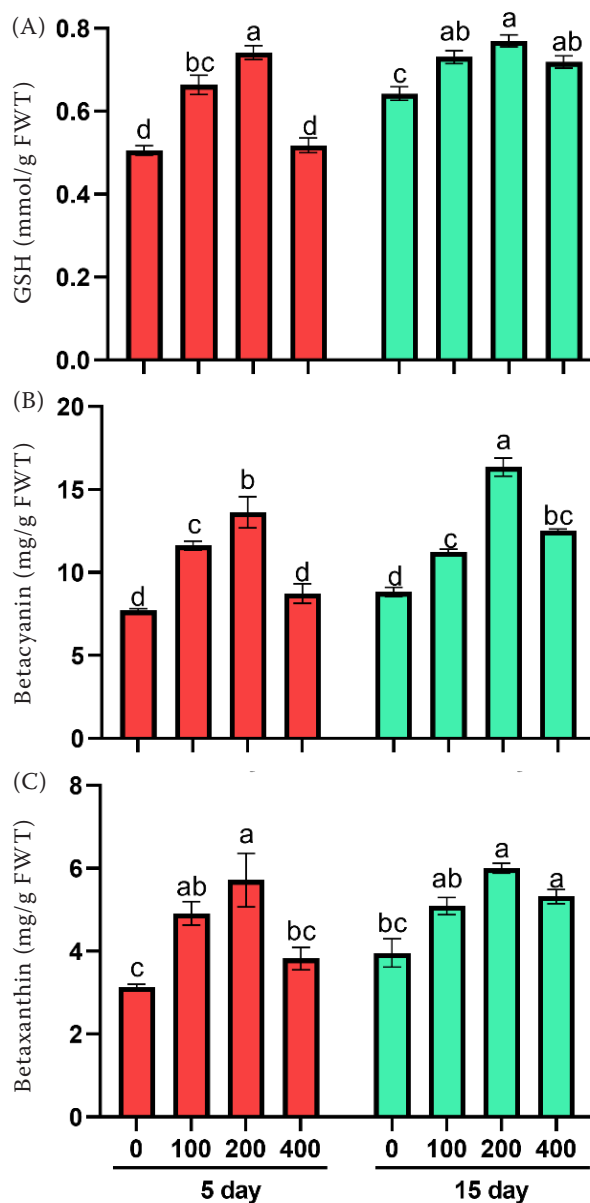 (A)
GSH (mmol/g FWT)
0.8
0.6
0.4
0.2
0.0
d
bc
a
d
c
ab
a
ab
(B)
Betacyanin (mg/g FWT)
20
15
10
5
0
d
c
b
d
d
c
a
bc
(C)
Betaxanthin (mg/g FWT)
8
6
4
2
0
c
ab
a
bc
bc
ab
a
a
0 100 200 400 0 100 200 400
5 day 15 day